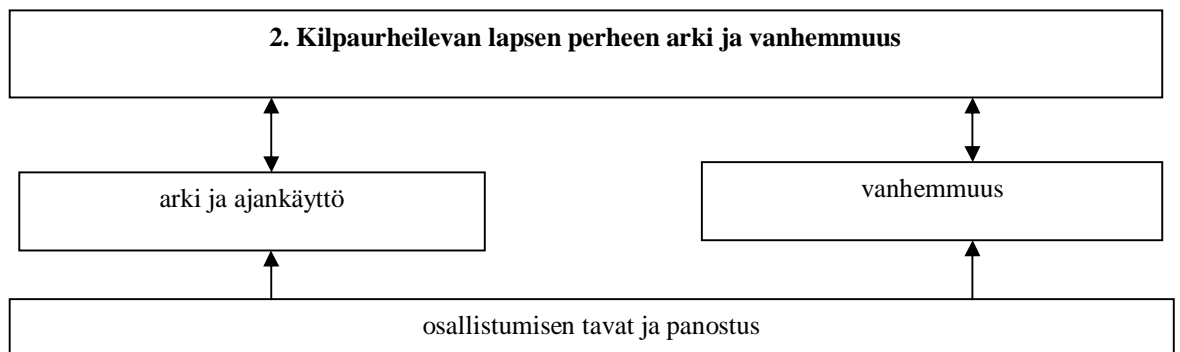 2. Kilpaurheilevan lapsen perheen arki ja vanhemmuus
arki ja ajankäyttö
vanhemmuus
osallistumisen tavat ja panostus